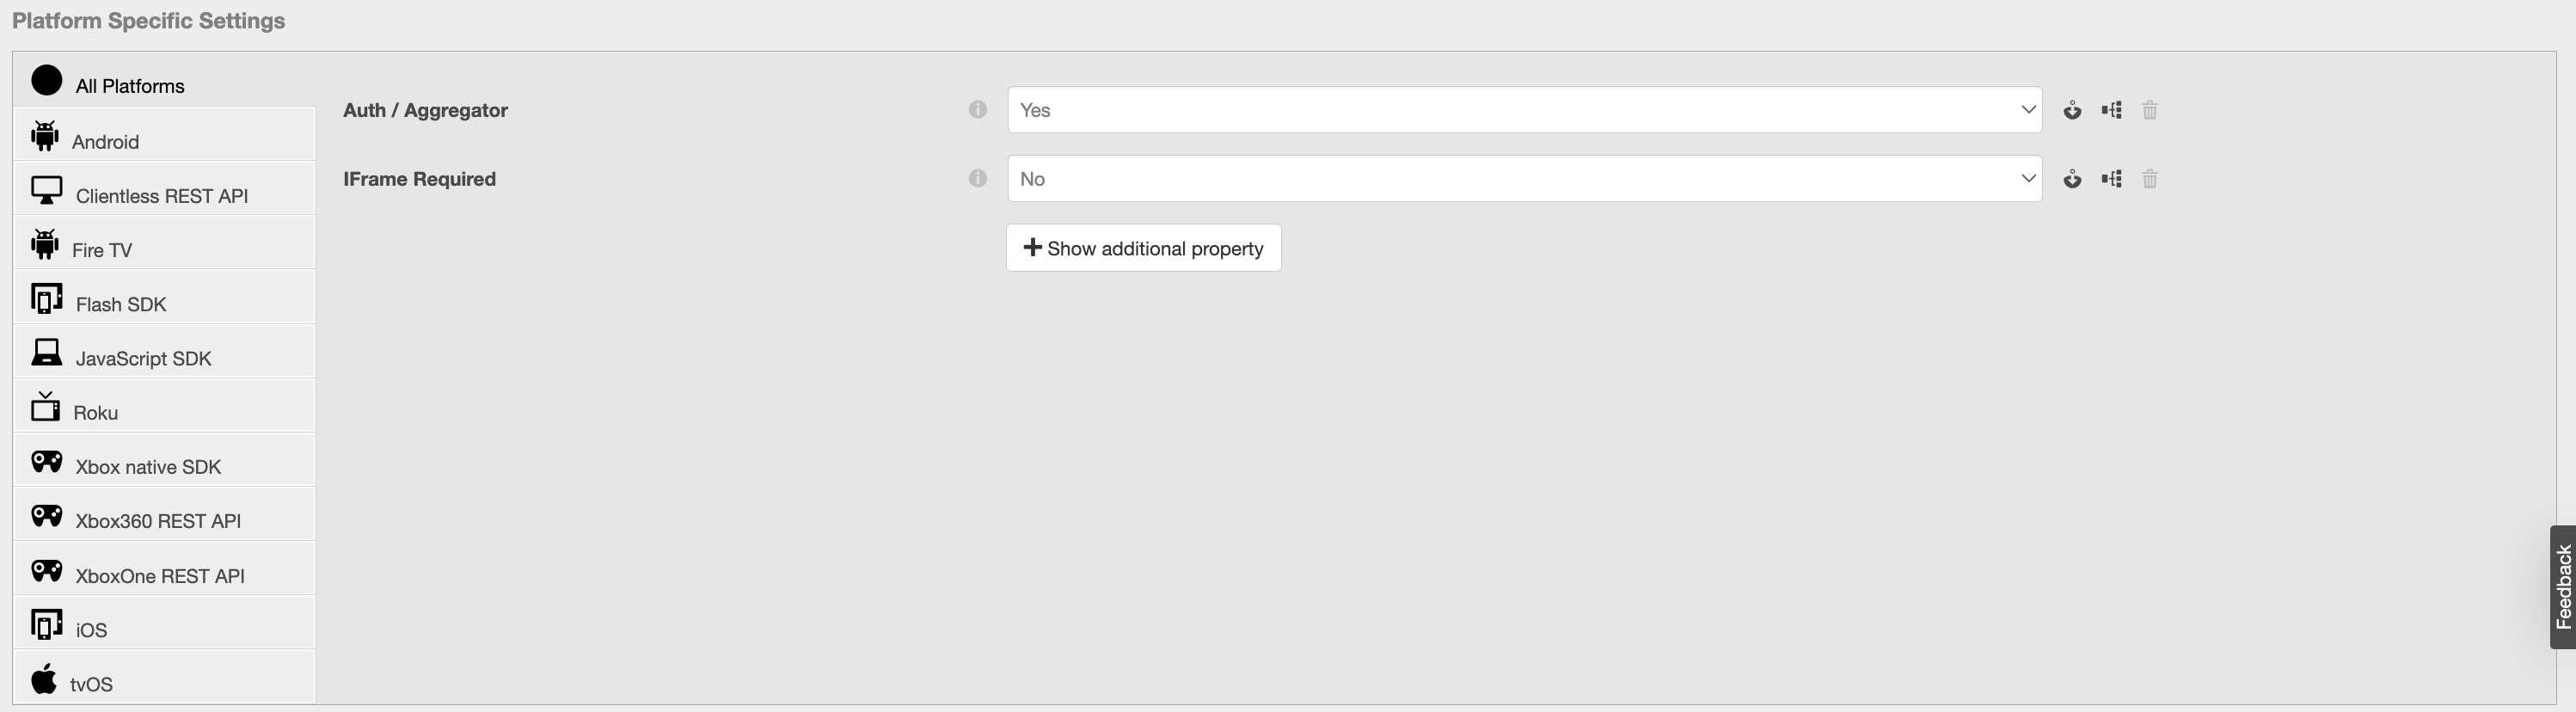 Platform Specific Settings
All Platforms
Android
Clientless REST API
Fire TV
Flash SDK
JavaScript SDK
Roku
Xbox native SDK
Xbox360 REST API
XboxOne REST API
iOS
tvOS
Auth / Aggregator
Yes
IFrame Required
No
Show additional property
Feedback